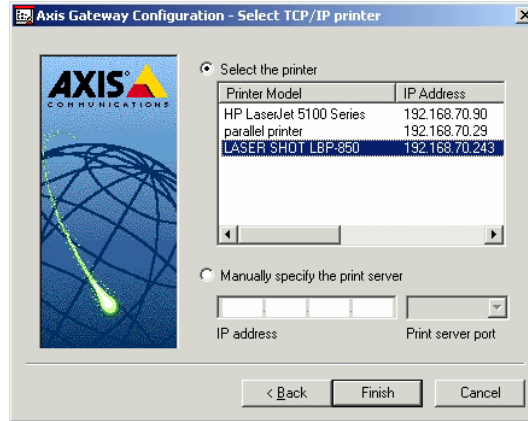 Axis Gateway Configuration - Select TCP/IP printer
AXIS
COMMUNICATIONS
Select the printer
Printer Model IP Address
HP LaserJet 5100 Series 192.168.70.90
parallel printer 192.168.70.29
LASER SHOT LBP-850 192.168.70.243
Manually specify the print server
IP address Print server port
< Back Finish Cancel